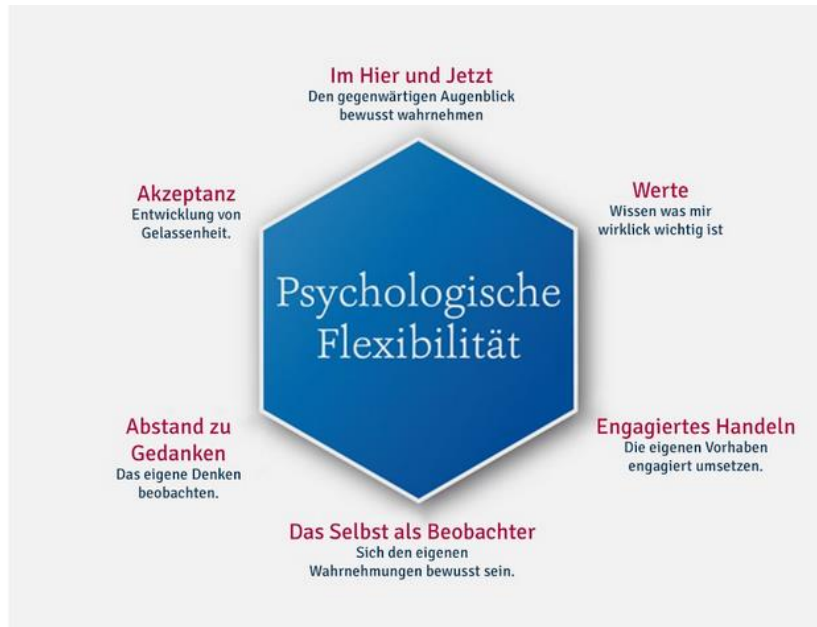 Im Hier und Jetzt
Den gegenwärtigen Augenblick
bewusst wahrnehmen
Akzeptanz
Entwicklung von
Gelassenheit.
Werte
Wissen was mir
wirklick wichtig ist
Psychologische
Flexibilität
Abstand zu
Gedanken
Das eigene Denken
beobachten.
Engagiertes Handeln
Die eigenen Vorhaben
engagiert umsetzen.
Das Selbst als Beobachter
Sich den eigenen
Wahrnehmungen bewusst sein.